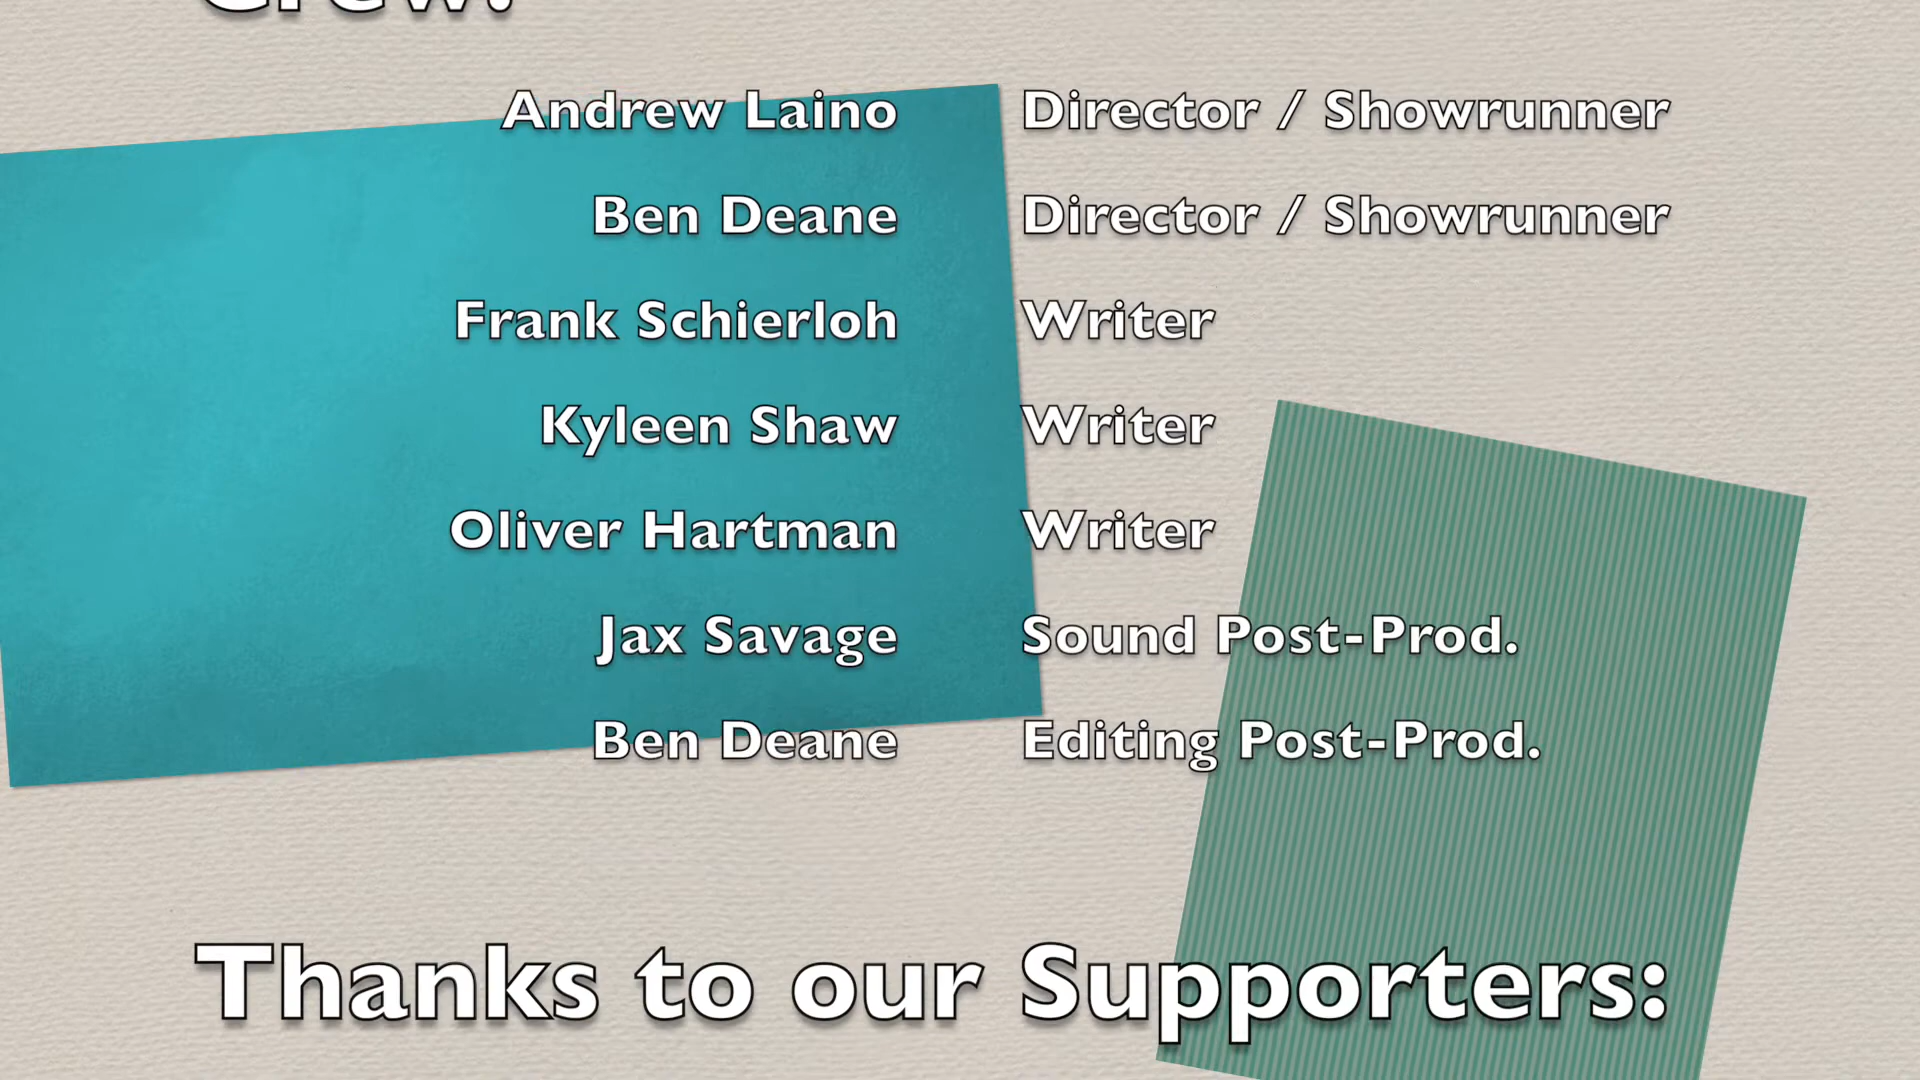 Crew:
Andrew Laino Director / Showrunner
Ben Deane Director / Showrunner
Frank Schierloh Writer
Kyleen Shaw Writer
Oliver Hartman Writer
Jax Savage Sound Post-Prod.
Ben Deane Editing Post-Prod.
Thanks to our Supporters: